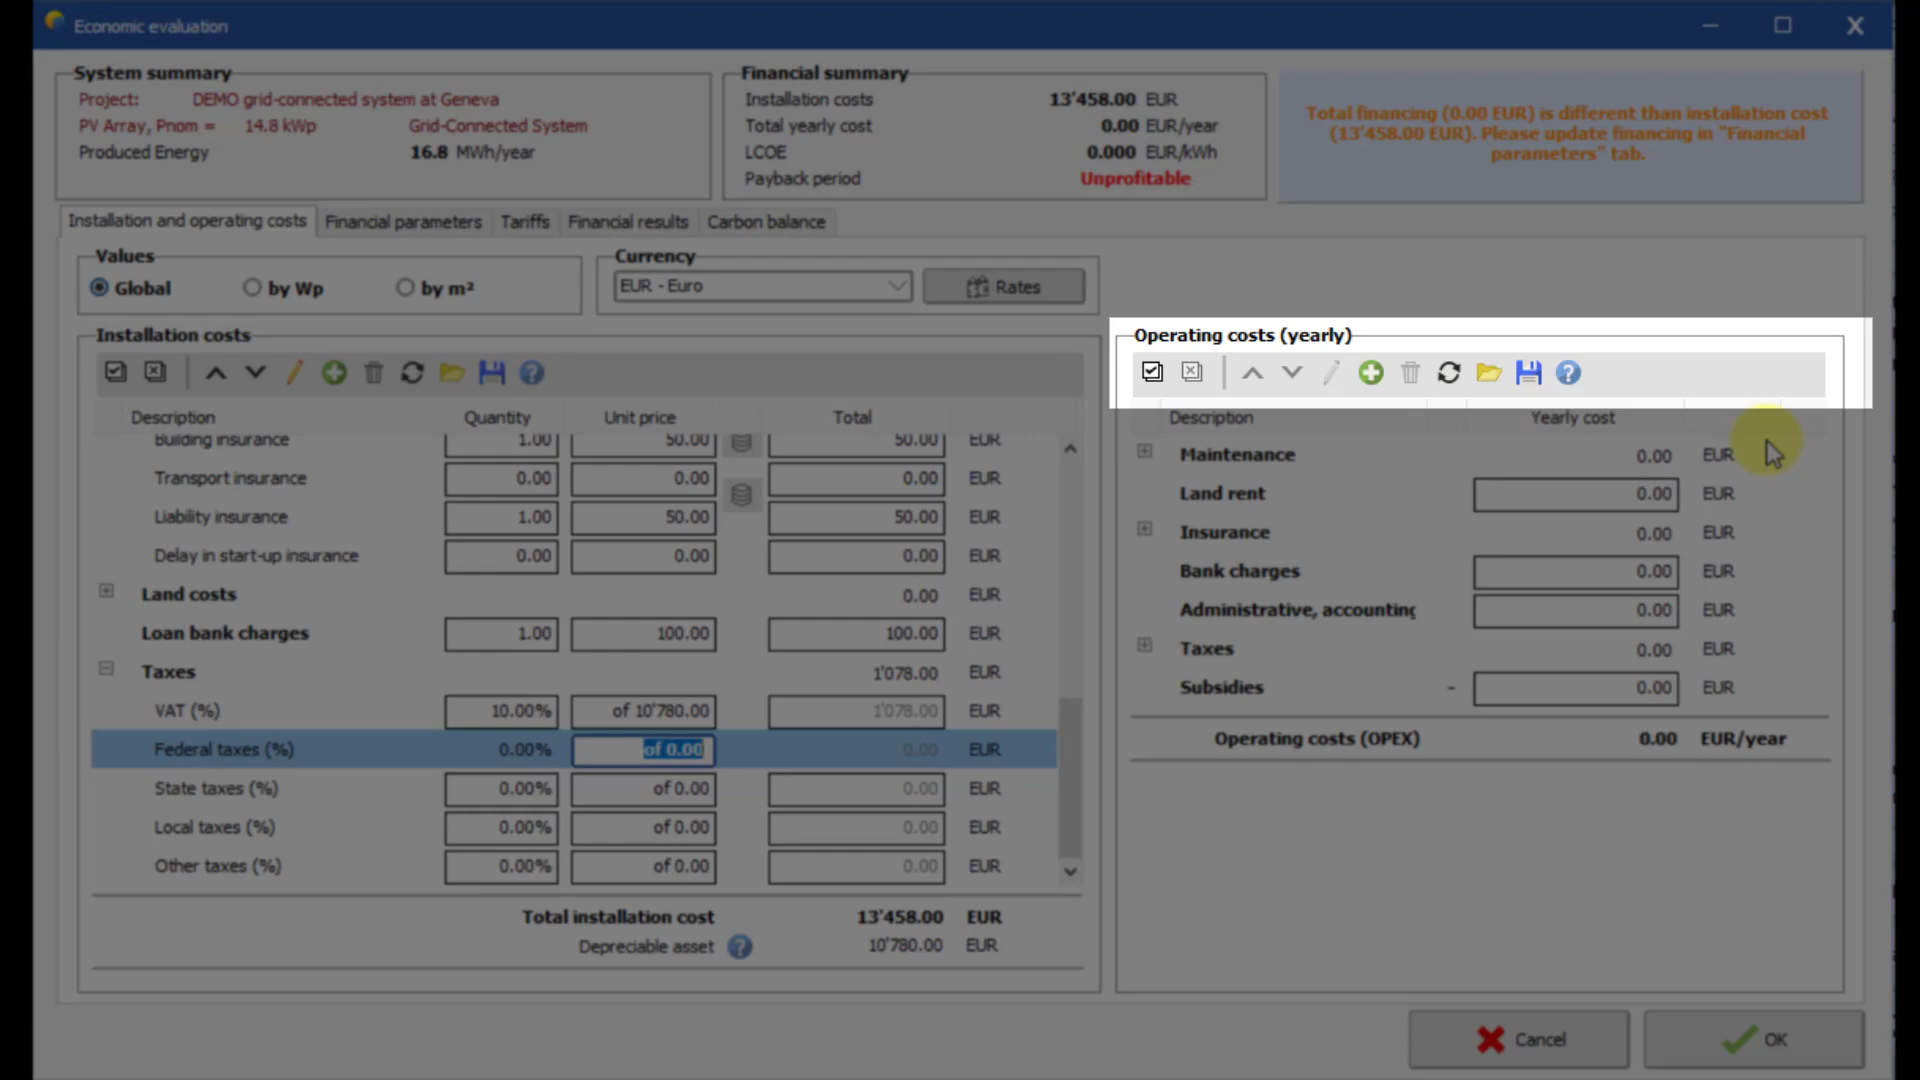 Economic evaluation
System summary
Project: DEMO grid-connected system at Geneva
PV Array, Pnom = 14.8 kWp Grid-Connected System
Produced Energy 16.8 MWh/year
Financial summary
Installation costs 13'458.00 EUR
Total yearly cost 0.00 EUR/year
LCOE 0.000 EUR/kWh
Payback period Unprofitable
Total financing (0.00 EUR) is different than installation cost
(13'458.00 EUR). Please update financing in "Financial
parameters" tab.
Installation and operating costs Financial parameters Tariffs Financial results Carbon balance
Values
Global by Wp by m²
Currency
EUR - Euro Rates
Installation costs
Description Quantity Unit price Total
Building insurance 1.00 50.00 50.00 EUR
Transport insurance 0.00 0.00 0.00 EUR
Liability insurance 1.00 50.00 50.00 EUR
Delay in start-up insurance 0.00 0.00 0.00 EUR
Land costs 0.00 EUR
Loan bank charges 1.00 100.00 100.00 EUR
Taxes 1'078.00 EUR
VAT (%) 10.00% of 10'780.00 1'078.00 EUR
Federal taxes (%) 0.00% of 0.00 0.00 EUR
State taxes (%) 0.00% of 0.00 0.00 EUR
Local taxes (%) 0.00% of 0.00 0.00 EUR
Other taxes (%) 0.00% of 0.00 0.00 EUR
Total installation cost 13'458.00 EUR
Depreciable asset 10'780.00 EUR
Operating costs (yearly)
Description Yearly cost
Maintenance 0.00 EUR
Land rent 0.00 EUR
Insurance 0.00 EUR
Bank charges 0.00 EUR
Administrative, accounting 0.00 EUR
Taxes 0.00 EUR
Subsidies - 0.00 EUR
Operating costs (OPEX) 0.00 EUR/year
Cancel OK